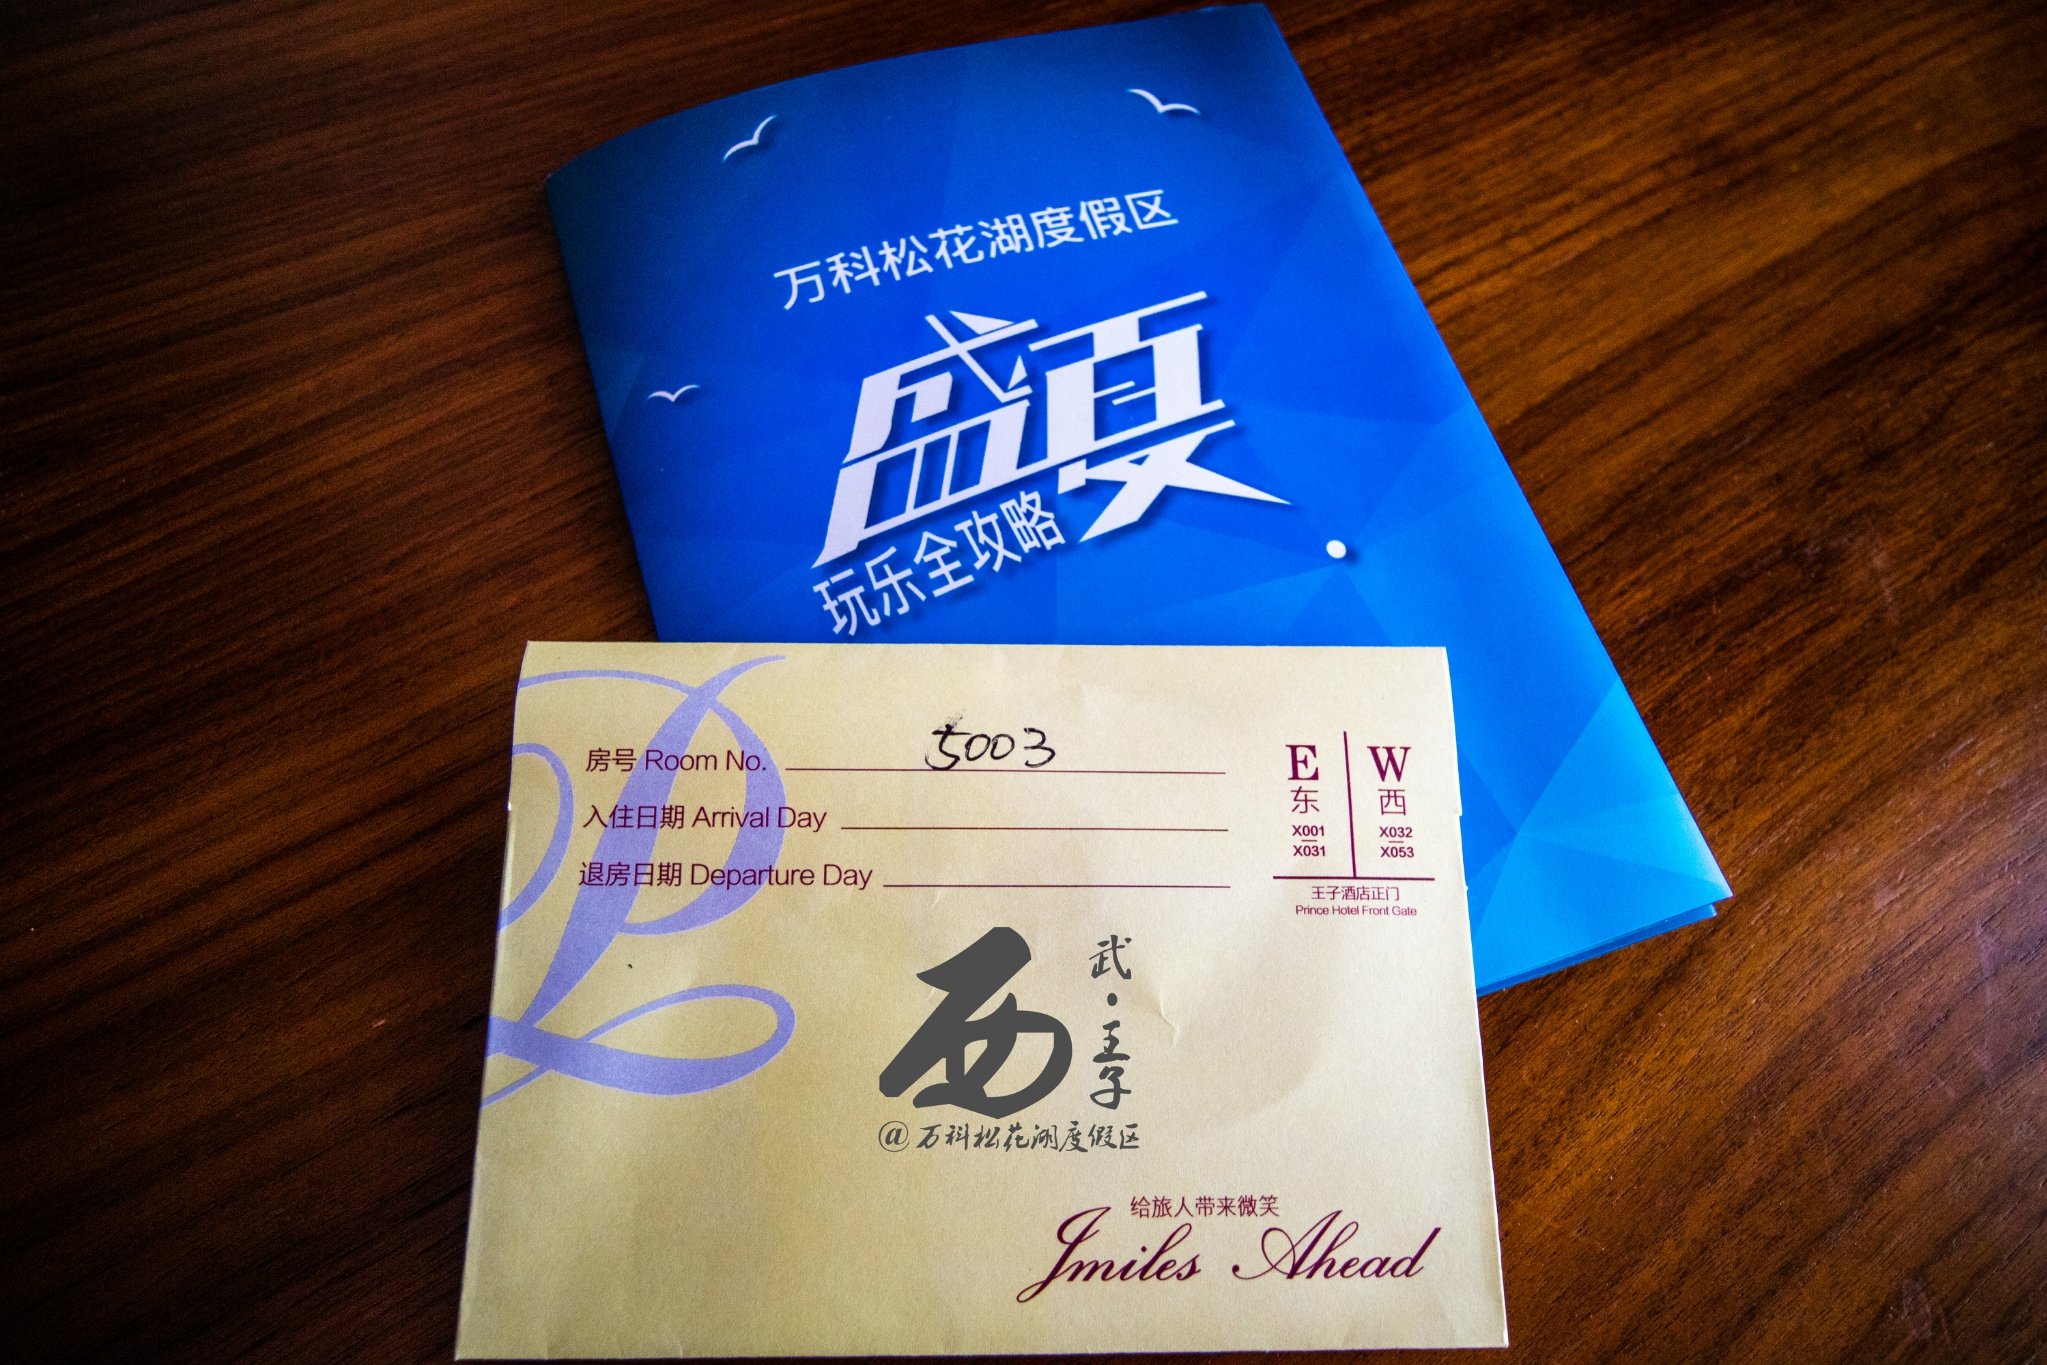 万科松花湖度假区
盛夏
玩乐全攻略
房号 Room No. 5003
入住日期 Arrival Day
退房日期 Departure Day
E W
东 西
X001 X032
X031 X053
王子酒店正门
Prince Hotel Front Gate
西
武·王子
@万科松花湖度假区
给旅人带来微笑
Smiles Ahead